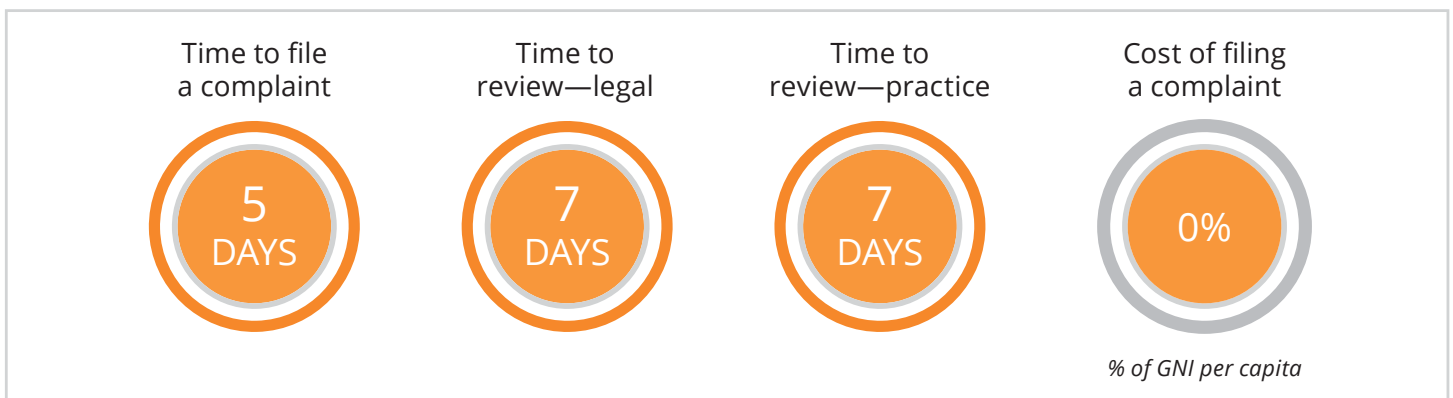 Time to file
a complaint
5
DAYS
Time to
review—legal
7
DAYS
Time to
review—practice
7
DAYS
Cost of filing
a complaint
0%
% of GNI per capita